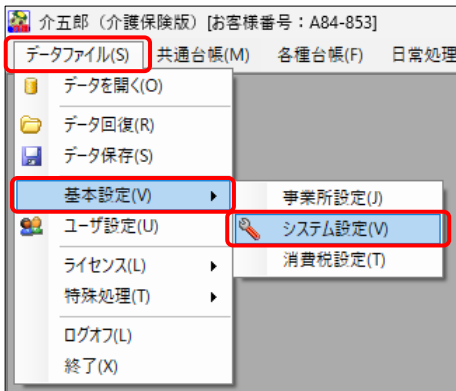 介五郎（介護保険版）[お客様番号：A84-853]
データファイル(S) 共通台帳(M) 各種台帳(F) 日常処理
データを開く(O)
データ回復(R)
データ保存(S)
基本設定(V) 事業所設定(J)
ユーザ設定(U) システム設定(V)
ライセンス(L) 消費税設定(T)
特殊処理(T)
ログオフ(L)
終了(X)